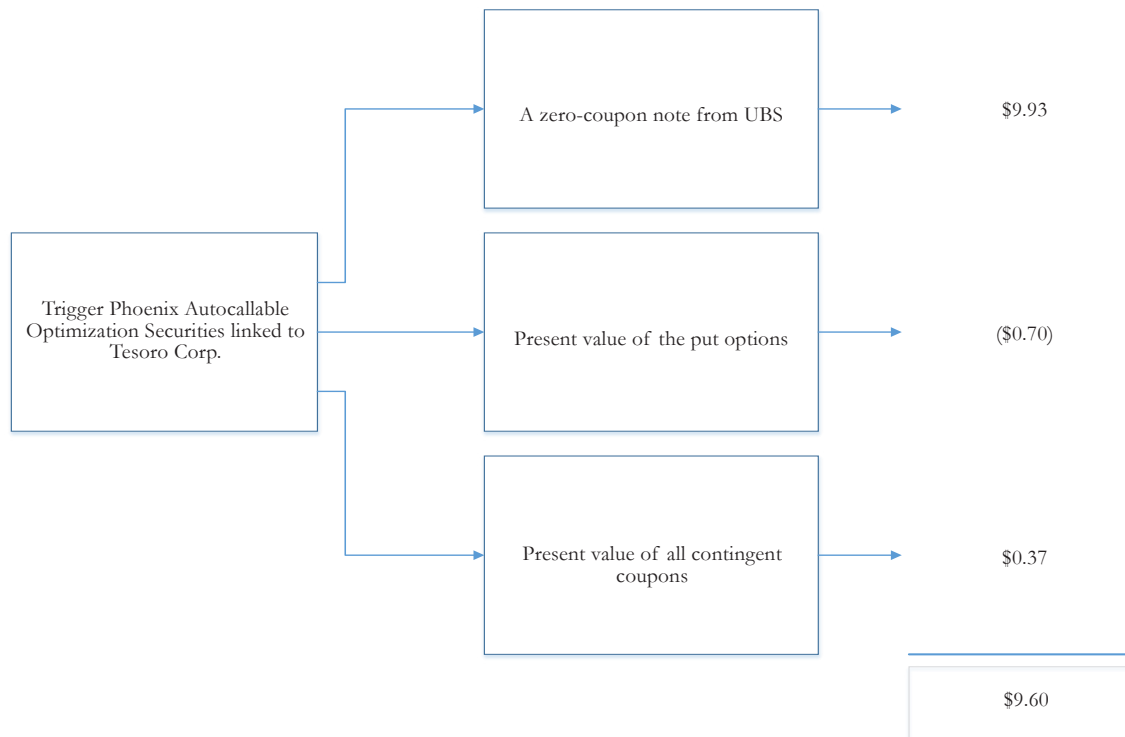 A zero-coupon note from UBS
$9.93
Trigger Phoenix Autocallable
Optimization Securities linked to
Tesoro Corp.
Present value of the put options
($0.70)
Present value of all contingent
coupons
$0.37
$9.60